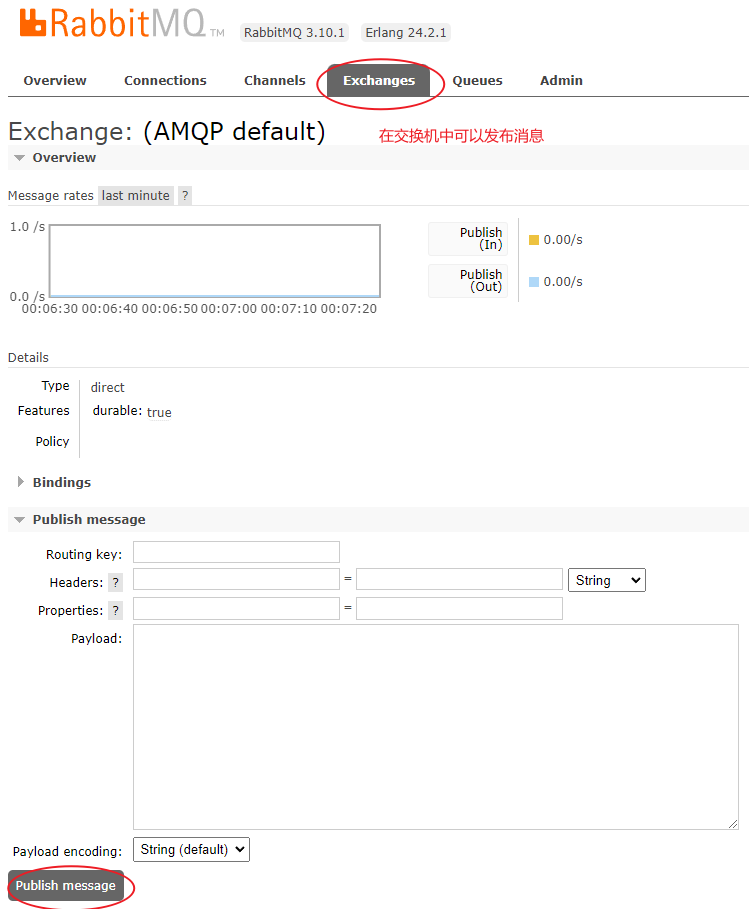 RabbitMQ TM RabbitMQ 3.10.1 Erlang 24.2.1
Overview Connections Channels Exchanges Queues Admin
Exchange: (AMQP default) 在交换机中可以发布消息
Overview
Message rates last minute ?
1.0 /s
0.0 /s
00:06:30 00:06:40 00:06:50 00:07:00 00:07:10 00:07:20
Publish
(In)
0.00/s
Publish
(Out)
0.00/s
Details
Type direct
Features durable: true
Policy
Bindings
Publish message
Routing key:
Headers: ? = String
Properties: ? =
Payload:
Payload encoding: String (default)
Publish message